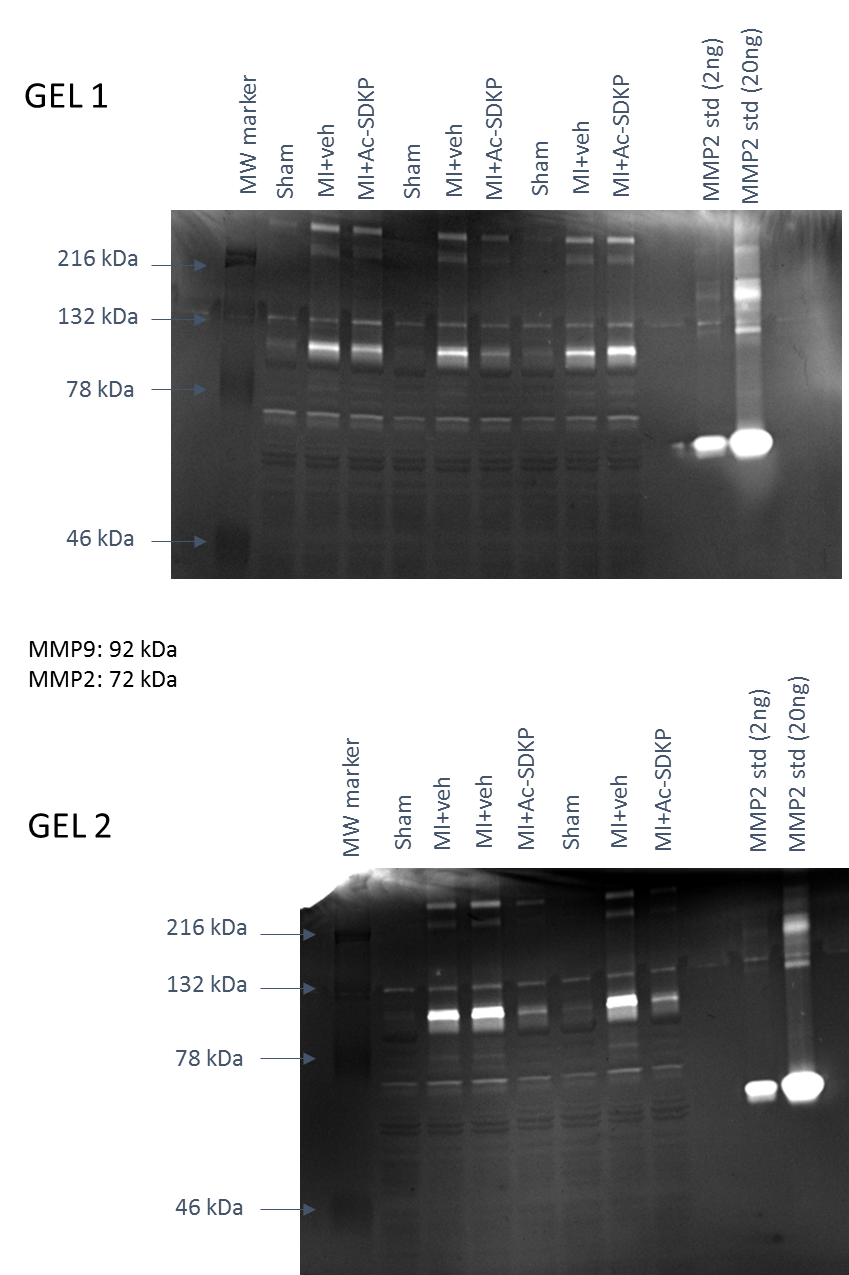 GEL 1
MW marker
Sham
MI+veh
MI+Ac-SDKP
Sham
MI+veh
MI+Ac-SDKP
Sham
MI+veh
MI+Ac-SDKP
MMP2 std (2ng)
MMP2 std (20ng)
216 kDa
132 kDa
78 kDa
46 kDa
MMP9: 92 kDa
MMP2: 72 kDa
GEL 2
MW marker
Sham
MI+veh
MI+veh
MI+Ac-SDKP
Sham
MI+veh
MI+Ac-SDKP
MMP2 std (2ng)
MMP2 std (20ng)
216 kDa
132 kDa
78 kDa
46 kDa